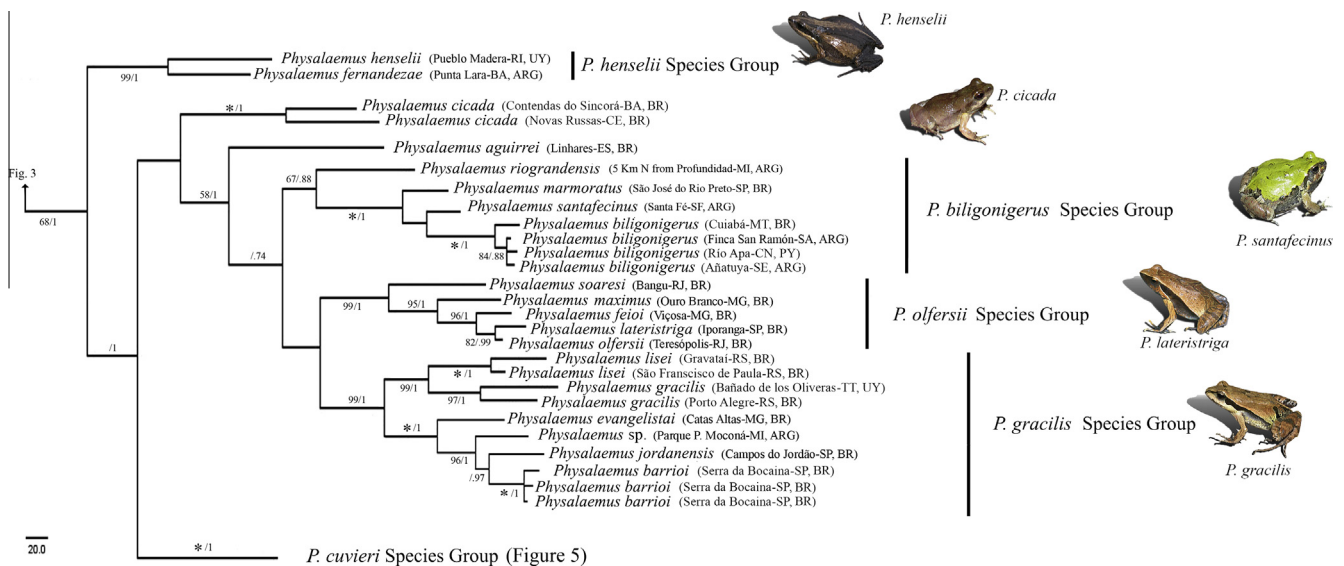 P. henselii
Physalaemus henselii (Pueblo Madera-RI, UY)
99/1
Physalaemus fernandezae (Punta Lara-BA, ARG)
P. henselii Species Group
*/1
Physalaemus cicada (Contendas do Sincorá-BA, BR)
Physalaemus cicada (Novas Russas-CE, BR)
P. cicada
Physalaemus aguirrei (Linhares-ES, BR)
Fig. 3
68/1
58/1
67/.88
Physalaemus riograndensis (5 Km N from Profundidad-MI, ARG)
Physalaemus marmoratus (São José do Rio Preto-SP, BR)
*/1
Physalaemus santafecinus (Santa Fé-SF, ARG)
Physalaemus biligonigerus (Cuiabá-MT, BR)
*/1
Physalaemus biligonigerus (Finca San Ramón-SA, ARG)
84/.88
Physalaemus biligonigerus (Río Apa-CN, PY)
Physalaemus biligonigerus (Añatuya-SE, ARG)
P. biligonigerus Species Group
P. santafecinus
/.74
Physalaemus soaresi (Bangu-RJ, BR)
99/1
95/1
Physalaemus maximus (Ouro Branco-MG, BR)
96/1
Physalaemus feioi (Viçosa-MG, BR)
Physalaemus lateristriga (Iporanga-SP, BR)
82/.99
Physalaemus olfersii (Teresópolis-RJ, BR)
P. olfersii Species Group
P. lateristriga
/1
Physalaemus lisei (Gravataí-RS, BR)
*/1
Physalaemus lisei (São Franscisco de Paula-RS, BR)
99/1
Physalaemus gracilis (Bañado de los Oliveras-TT, UY)
97/1
Physalaemus gracilis (Porto Alegre-RS, BR)
99/1
Physalaemus evangelistai (Catas Altas-MG, BR)
*/1
Physalaemus sp. (Parque P. Moconá-MI, ARG)
96/1
Physalaemus jordanensis (Campos do Jordão-SP, BR)
/.97
Physalaemus barrioi (Serra da Bocaina-SP, BR)
Physalaemus barrioi (Serra da Bocaina-SP, BR)
*/1
Physalaemus barrioi (Serra da Bocaina-SP, BR)
P. gracilis Species Group
P. gracilis
20.0
*/1
P. cuvieri Species Group (Figure 5)